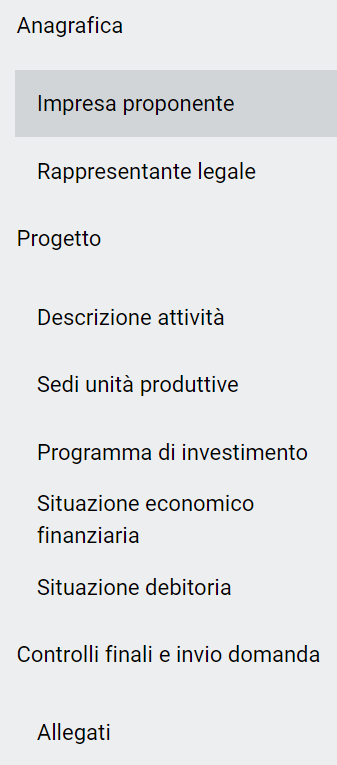 Anagrafica
Impresa proponente
Rappresentante legale
Progetto
Descrizione attività
Sedi unità produttive
Programma di investimento
Situazione economico
finanziaria
Situazione debitoria
Controlli finali e invio domanda
Allegati